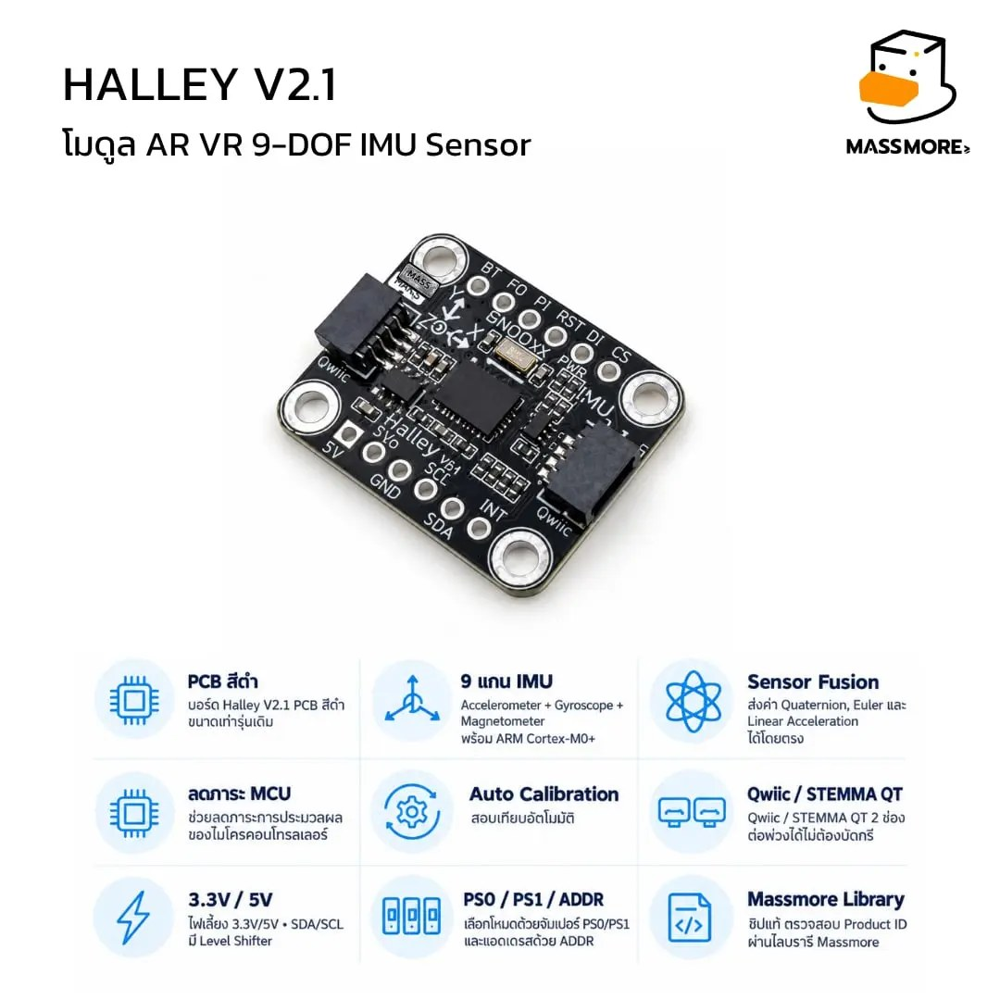 HALLEY V2.1
โมดูล AR VR 9-DOF IMU Sensor
MASSMORE
BT FO PI RST DI CS
Y
Z
X
PWR
IMU
Qwiic
Halley
5V
GND
SCL
SDA
INT
Qwiic
PCB สีดำ
บอร์ด Halley V2.1 PCB สีดำ
ขนาดเท่ารุ่นเดิม
9 แกน IMU
Accelerometer + Gyroscope +
Magnetometer
พร้อม ARM Cortex-M0+
Sensor Fusion
ส่งค่า Quaternion, Euler และ
Linear Acceleration
ได้โดยตรง
ลดภาระ MCU
ช่วยลดภาระการประมวลผล
ของไมโครคอนโทรลเลอร์
Auto Calibration
สอบเทียบอัตโนมัติ
Qwiic / STEMMA QT
Qwiic / STEMMA QT 2 ช่อง
ต่อพ่วงได้ไม่ต้องบัดกรี
3.3V / 5V
ไฟเลี้ยง 3.3V/5V • SDA/SCL
มี Level Shifter
PS0 / PS1 / ADDR
เลือกโหมดด้วยจัมเปอร์ PS0/PS1
และแอดเดรสด้วย ADDR
Massmore Library
ชิปแท้ ตรวจสอบ Product ID
ผ่านไลบรารี Massmore